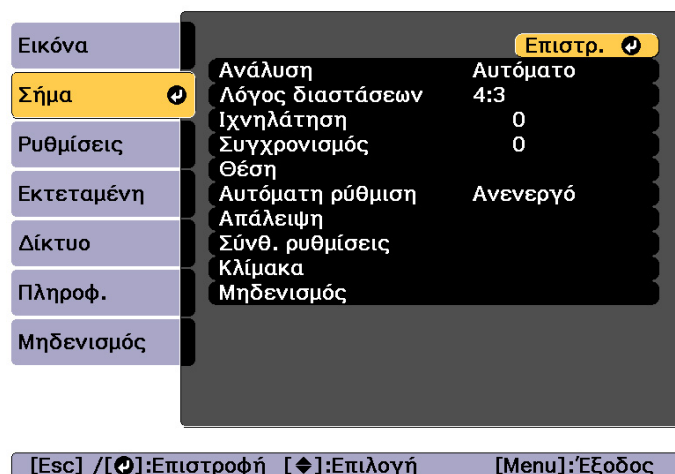 Εικόνα
Σήμα
Ρυθμίσεις
Εκτεταμένη
Δίκτυο
Πληροφ.
Μηδενισμός
Επιστρ.
Ανάλυση Αυτόματο
Λόγος διαστάσεων 4:3
Ιχνηλάτηση 0
Συγχρονισμός 0
Θέση
Αυτόματη ρύθμιση Ανενεργό
Απάλειψη
Σύνθ. ρυθμίσεις
Κλίμακα
Μηδενισμός
[Esc] /[]:Επιστροφή []:Επιλογή [Menu]:Έξοδος